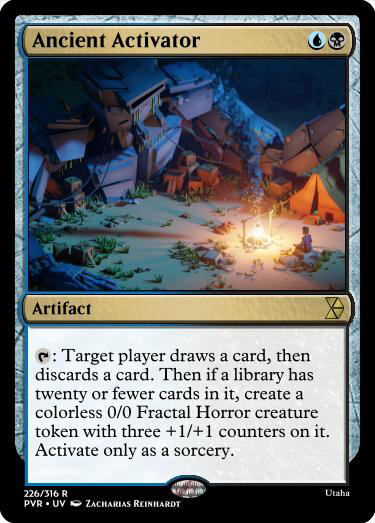 Ancient Activator
Artifact
: Target player draws a card, then
discards a card. Then if a library has
twenty or fewer cards in it, create a
colorless 0/0 Fractal Horror creature
token with three +1/+1 counters on it.
Activate only as a sorcery.
226/316 R
Utaha
PVR • UV Zacharias Reinhardt